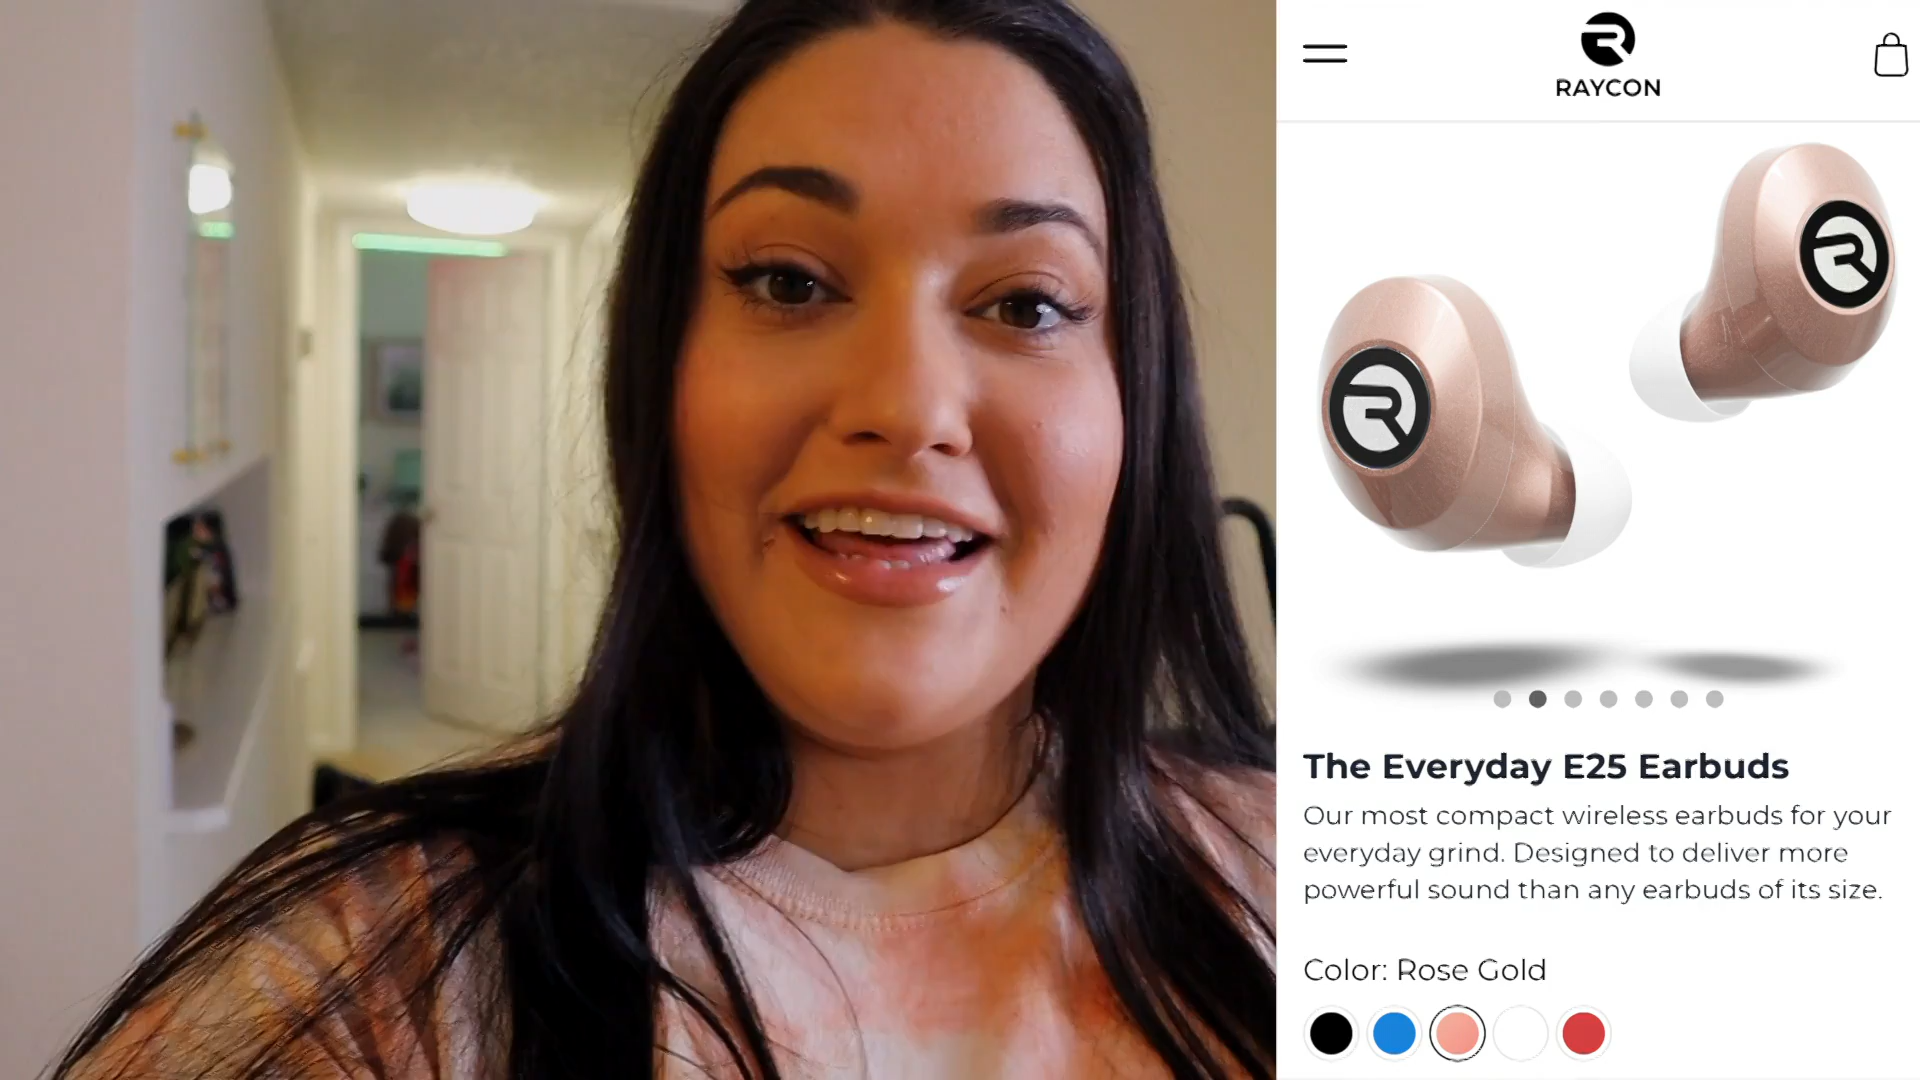 RAYCON
The Everyday E25 Earbuds
Our most compact wireless earbuds for your
everyday grind. Designed to deliver more
powerful sound than any earbuds of its size.
Color: Rose Gold